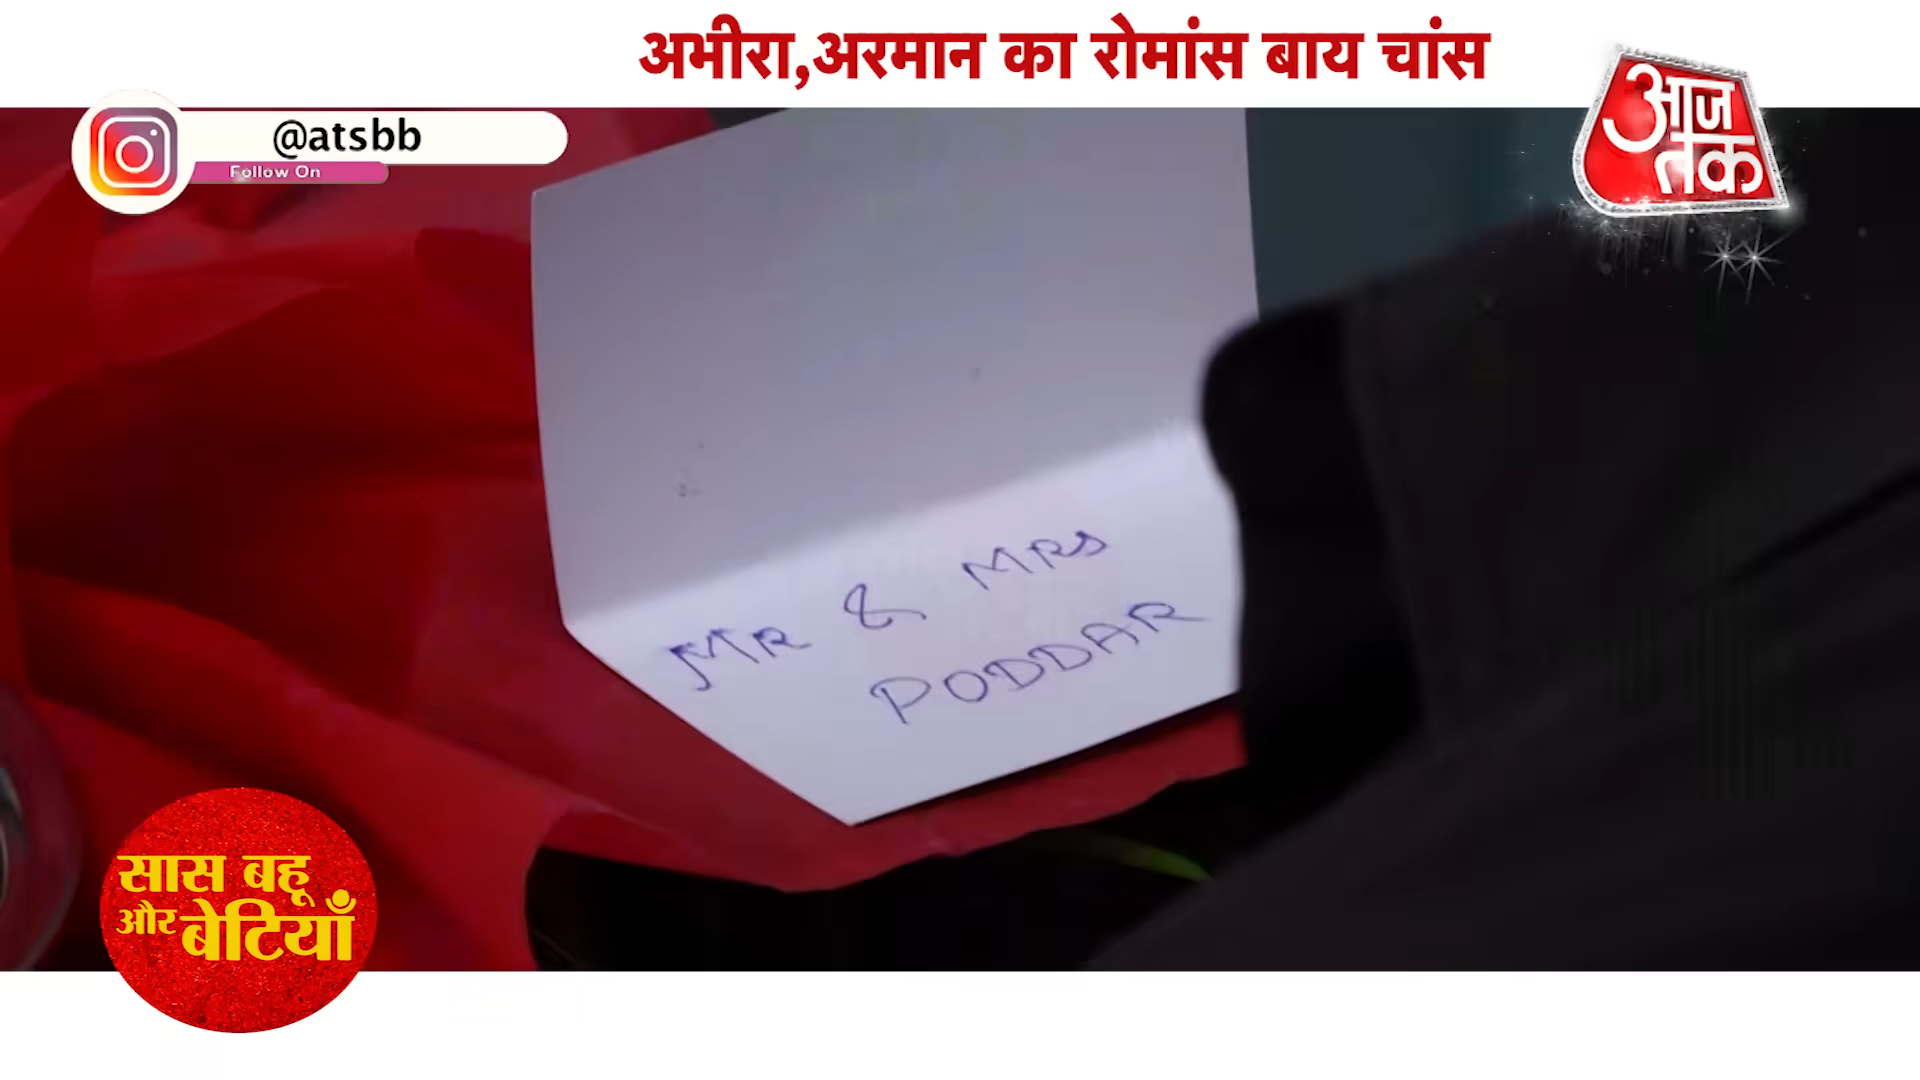 अभीरा,अरमान का रोमांस बाय चांस
@atsbb
Follow On
आज
तक
MR & MRS
PODDAR
सास बहू
और बेटियाँ